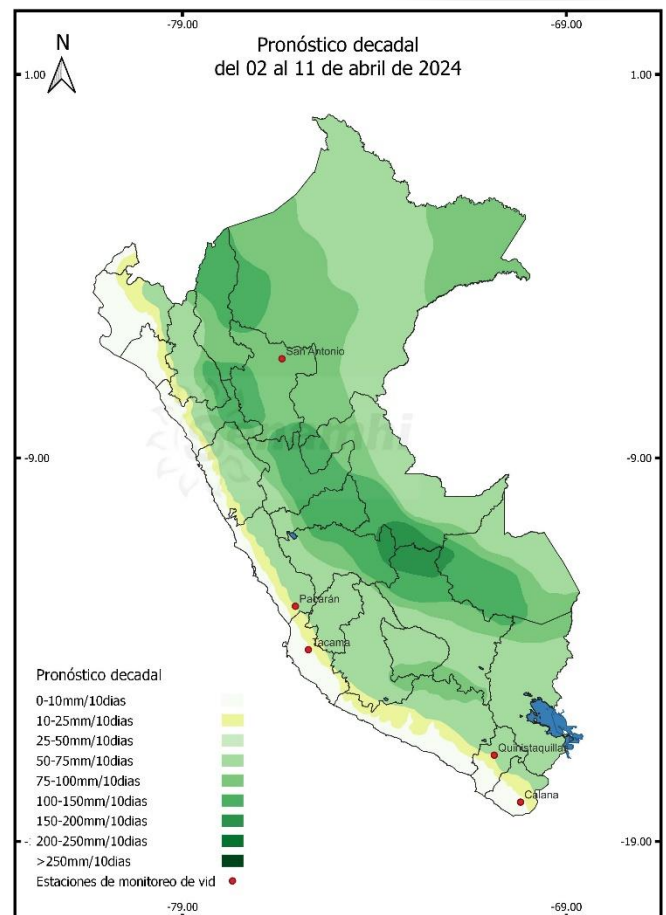 -79.00
-69.00
N
Pronóstico decadal
del 02 al 11 de abril de 2024
1.00
1.00
San Antonio
senamhi
-9.00
-9.00
Pacarán
Tacama
Pronóstico decadal
0-10mm/10dias
10-25mm/10dias
25-50mm/10dias
50-75mm/10dias
75-100mm/10dias
100-150mm/10dias
150-200mm/10dias
200-250mm/10dias
>250mm/10dias
Estaciones de monitoreo de vid
Quinistaquillas
Calana
-19.00
-79.00
-69.00